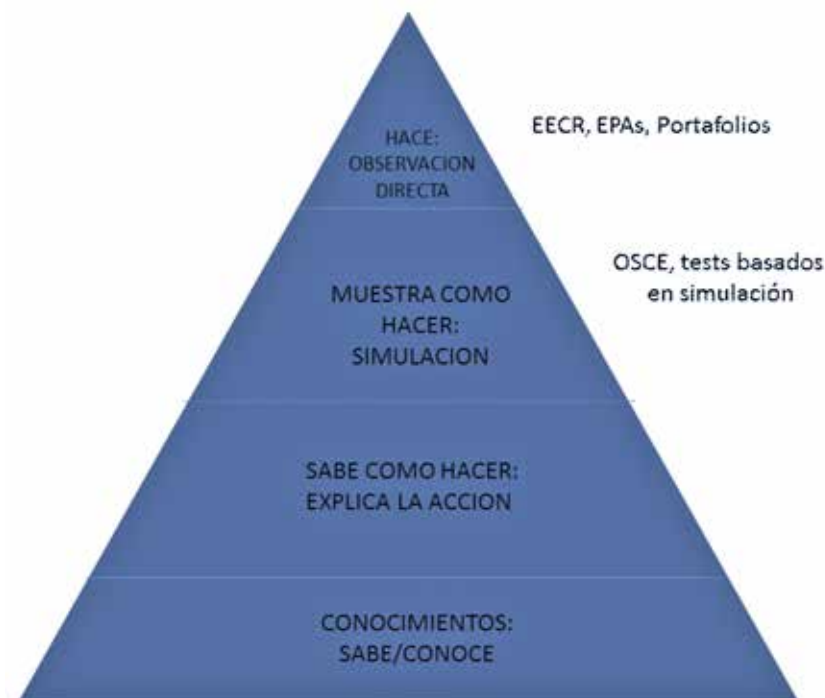 HACE:
OBSERVACION
DIRECTA
EECR, EPAs, Portafolios
MUESTRA COMO
HACER:
SIMULACION
OSCE, tests basados
en simulación
SABE COMO HACER:
EXPLICA LA ACCION
CONOCIMIENTOS:
SABE/CONOCE